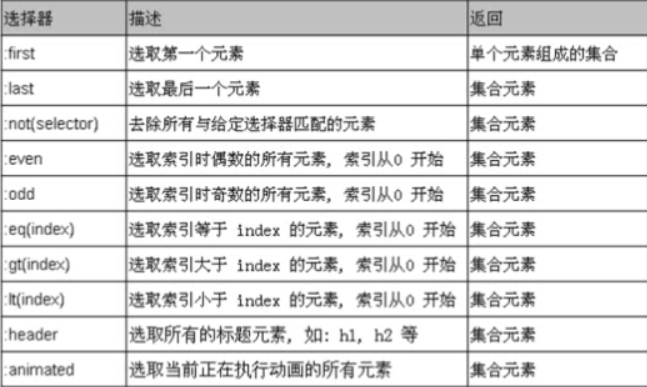 选择器 描述 返回
:first 选取第一个元素 单个元素组成的集合
:last 选取最后一个元素 集合元素
:not(selector) 去除所有与给定选择器匹配的元素 集合元素
:even 选取索引时偶数的所有元素, 索引从0 开始 集合元素
:odd 选取索引时奇数的所有元素, 索引从0 开始 集合元素
:eq(index) 选取索引等于 index 的元素, 索引从0 开始 集合元素
:gt(index) 选取索引大于 index 的元素, 索引从0 开始 集合元素
:lt(index) 选取索引小于 index 的元素, 索引从0 开始 集合元素
:header 选取所有的标题元素, 如: h1, h2 等 集合元素
:animated 选取当前正在执行动画的所有元素 集合元素